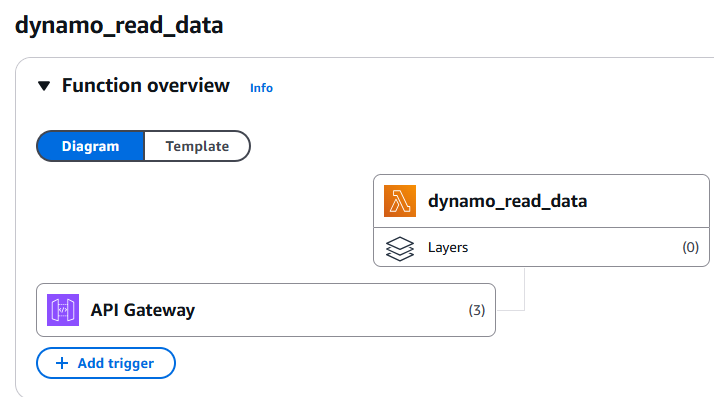 dynamo_read_data
Function overview Info
Diagram Template
dynamo_read_data
Layers (0)
API Gateway (3)
+ Add trigger